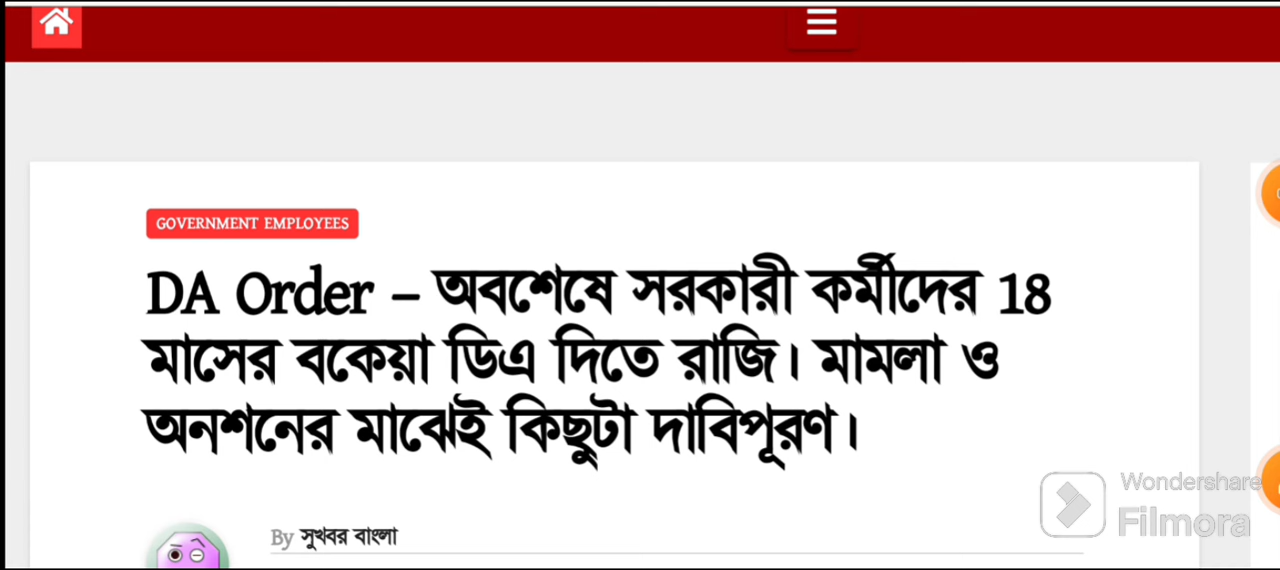 GOVERNMENT EMPLOYEES
DA Order – অবশেষে সরকারী কর্মীদের 18
মাসের বকেয়া ডিএ দিতে রাজি। মামলা ও
অনশনের মাঝেই কিছুটা দাবিপূরণ।
By সুখবর বাংলা
Wondershare
Filmora